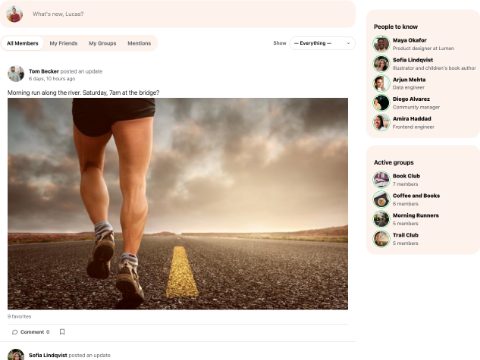 What's new, Lucas?
All Members
My Friends
My Groups
Mentions
Show
— Everything —
Tom Becker posted an update
6 days, 10 hours ago
Morning run along the river. Saturday, 7am at the bridge?
9 favorites
Comment 0
Sofia Lindqvist posted an update
People to know
Maya Okafor
Product designer at Lumen
Sofia Lindqvist
Illustrator and children's book author
Arjun Mehta
Data engineer
Diego Alvarez
Community manager
Amira Haddad
Frontend engineer
Active groups
Book Club
7 members
Coffee and Books
6 members
Morning Runners
5 members
Trail Club
5 members